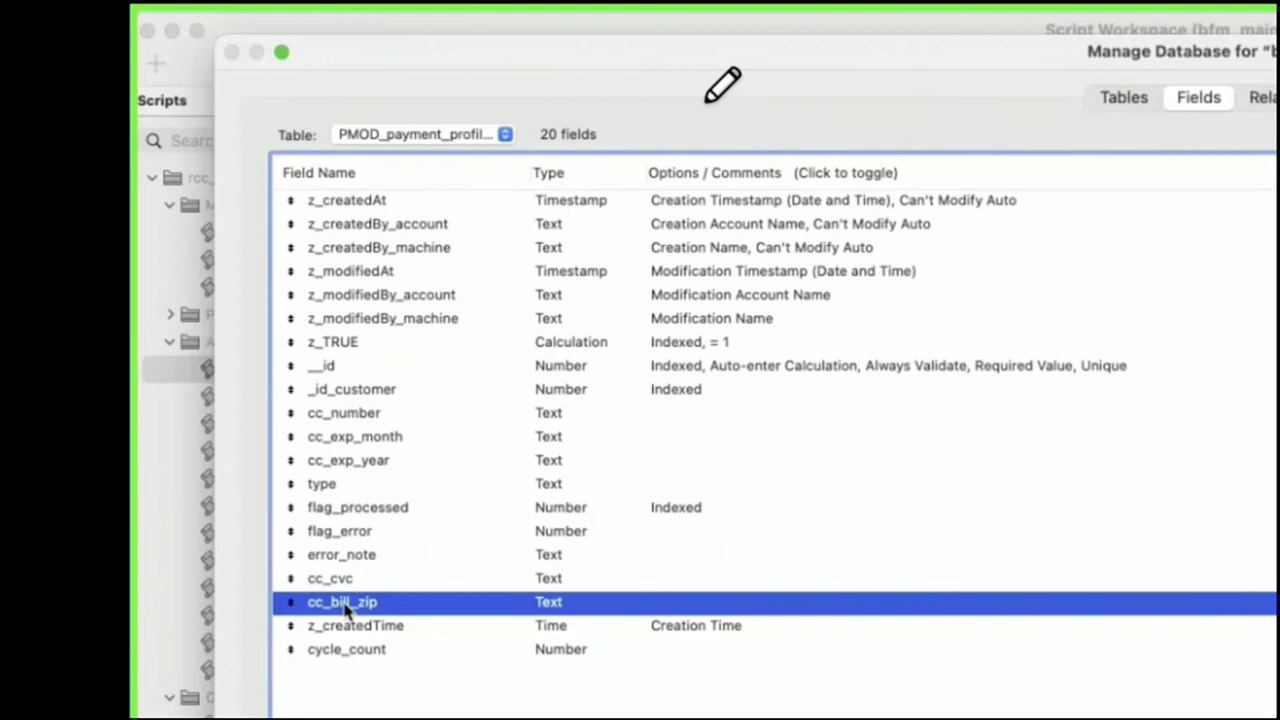 Script Workspace (bfm_main
Manage Database for "b
Scripts
Tables Fields Rela
Table: PMOD_payment_profil... 20 fields
Searc
Field Name Type Options / Comments (Click to toggle)
rcc_
z_createdAt Timestamp Creation Timestamp (Date and Time), Can't Modify Auto
z_createdBy_account Text Creation Account Name, Can't Modify Auto
z_createdBy_machine Text Creation Name, Can't Modify Auto
z_modifiedAt Timestamp Modification Timestamp (Date and Time)
z_modifiedBy_account Text Modification Account Name
z_modifiedBy_machine Text Modification Name
z_TRUE Calculation Indexed, = 1
__id Number Indexed, Auto-enter Calculation, Always Validate, Required Value, Unique
_id_customer Number Indexed
cc_number Text
cc_exp_month Text
cc_exp_year Text
type Text
flag_processed Number Indexed
flag_error Number
error_note Text
cc_cvc Text
cc_bill_zip Text
z_createdTime Time Creation Time
cycle_count Number